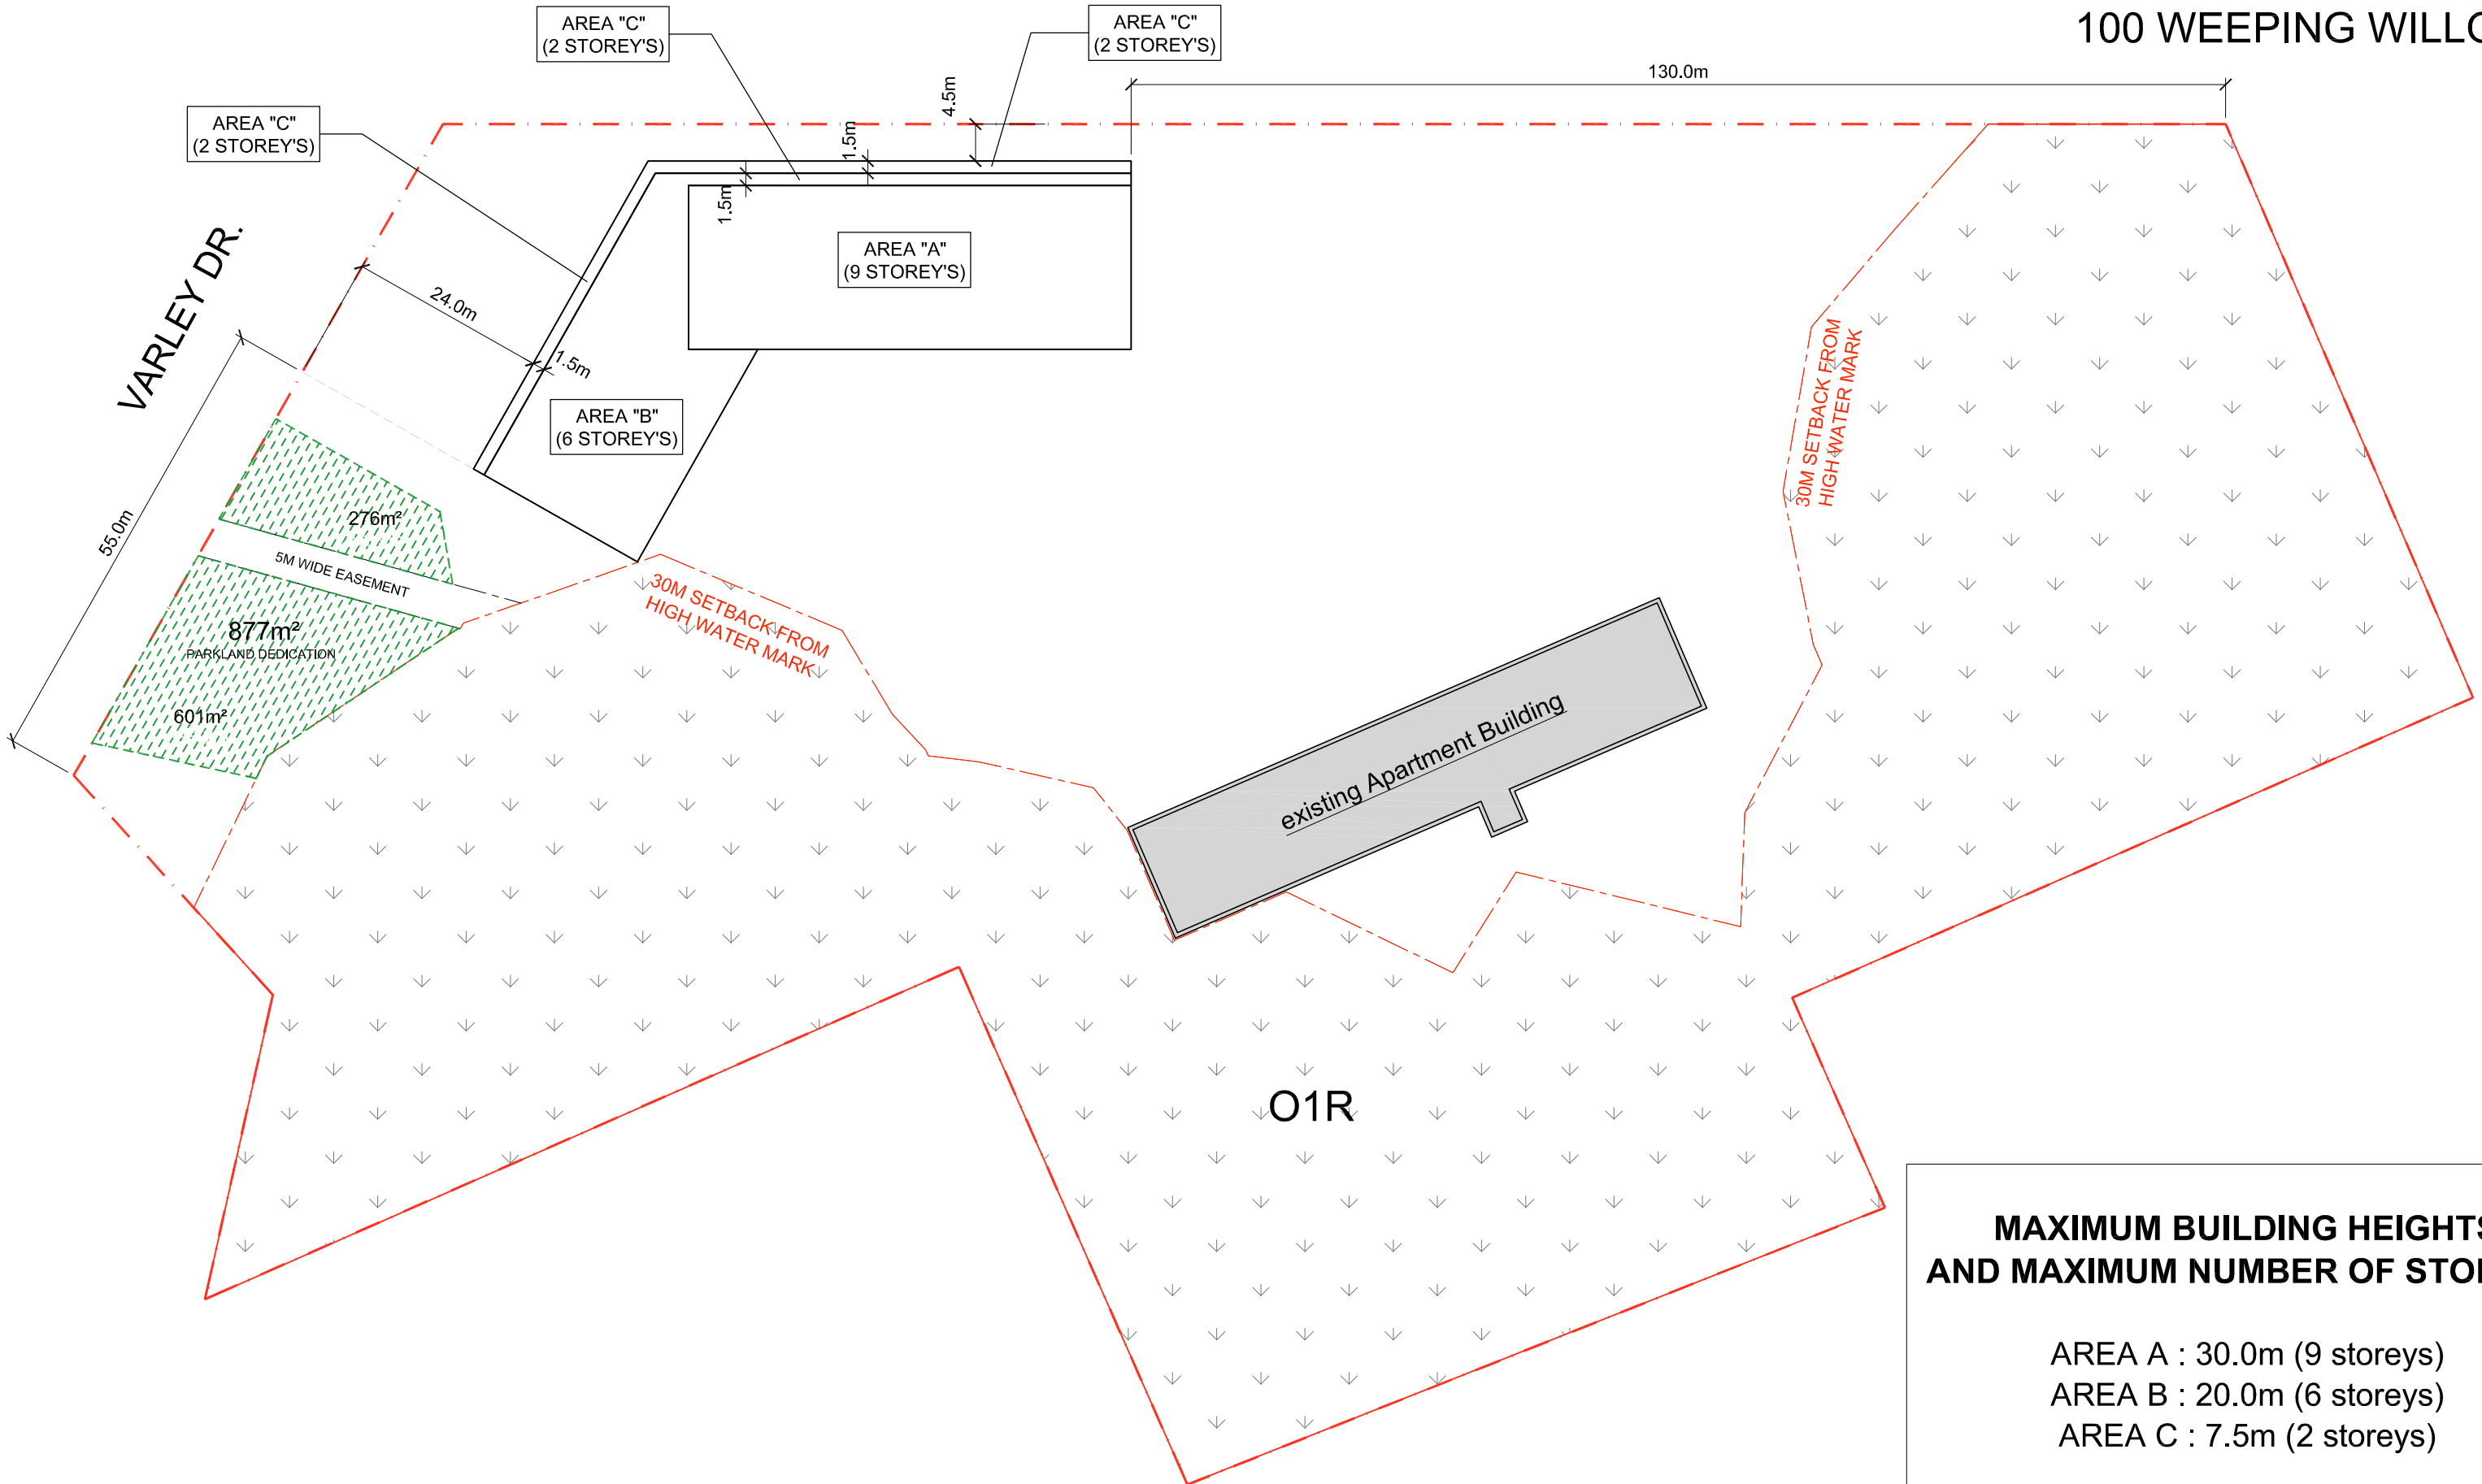 100 WEEPING
AREA "C"
(2 STOREY'S)
AREA "C"
(2 STOREY'S)
130.0m
4.5m
AREA "C"
(2 STOREY'S)
1.5m
1.5m
AREA "A"
(9 STOREY'S)
VARLEY DR.
24.0m
1.5m
AREA "B"
(6 STOREY'S)
30M SETBACK FROM
HIGH WATER MARK
55.0m
276m²
5M WIDE EASEMENT
877m²
PARKLAND DEDICATION
601m²
30M SETBACK FROM
HIGH WATER MARK
existing Apartment Building
O1R
MAXIMUM BUILDING HEIGHTS
AND MAXIMUM NUMBER OF
AREA A : 30.0m (9 storeys)
AREA B : 20.0m (6 storeys)
AREA C : 7.5m (2 storeys)